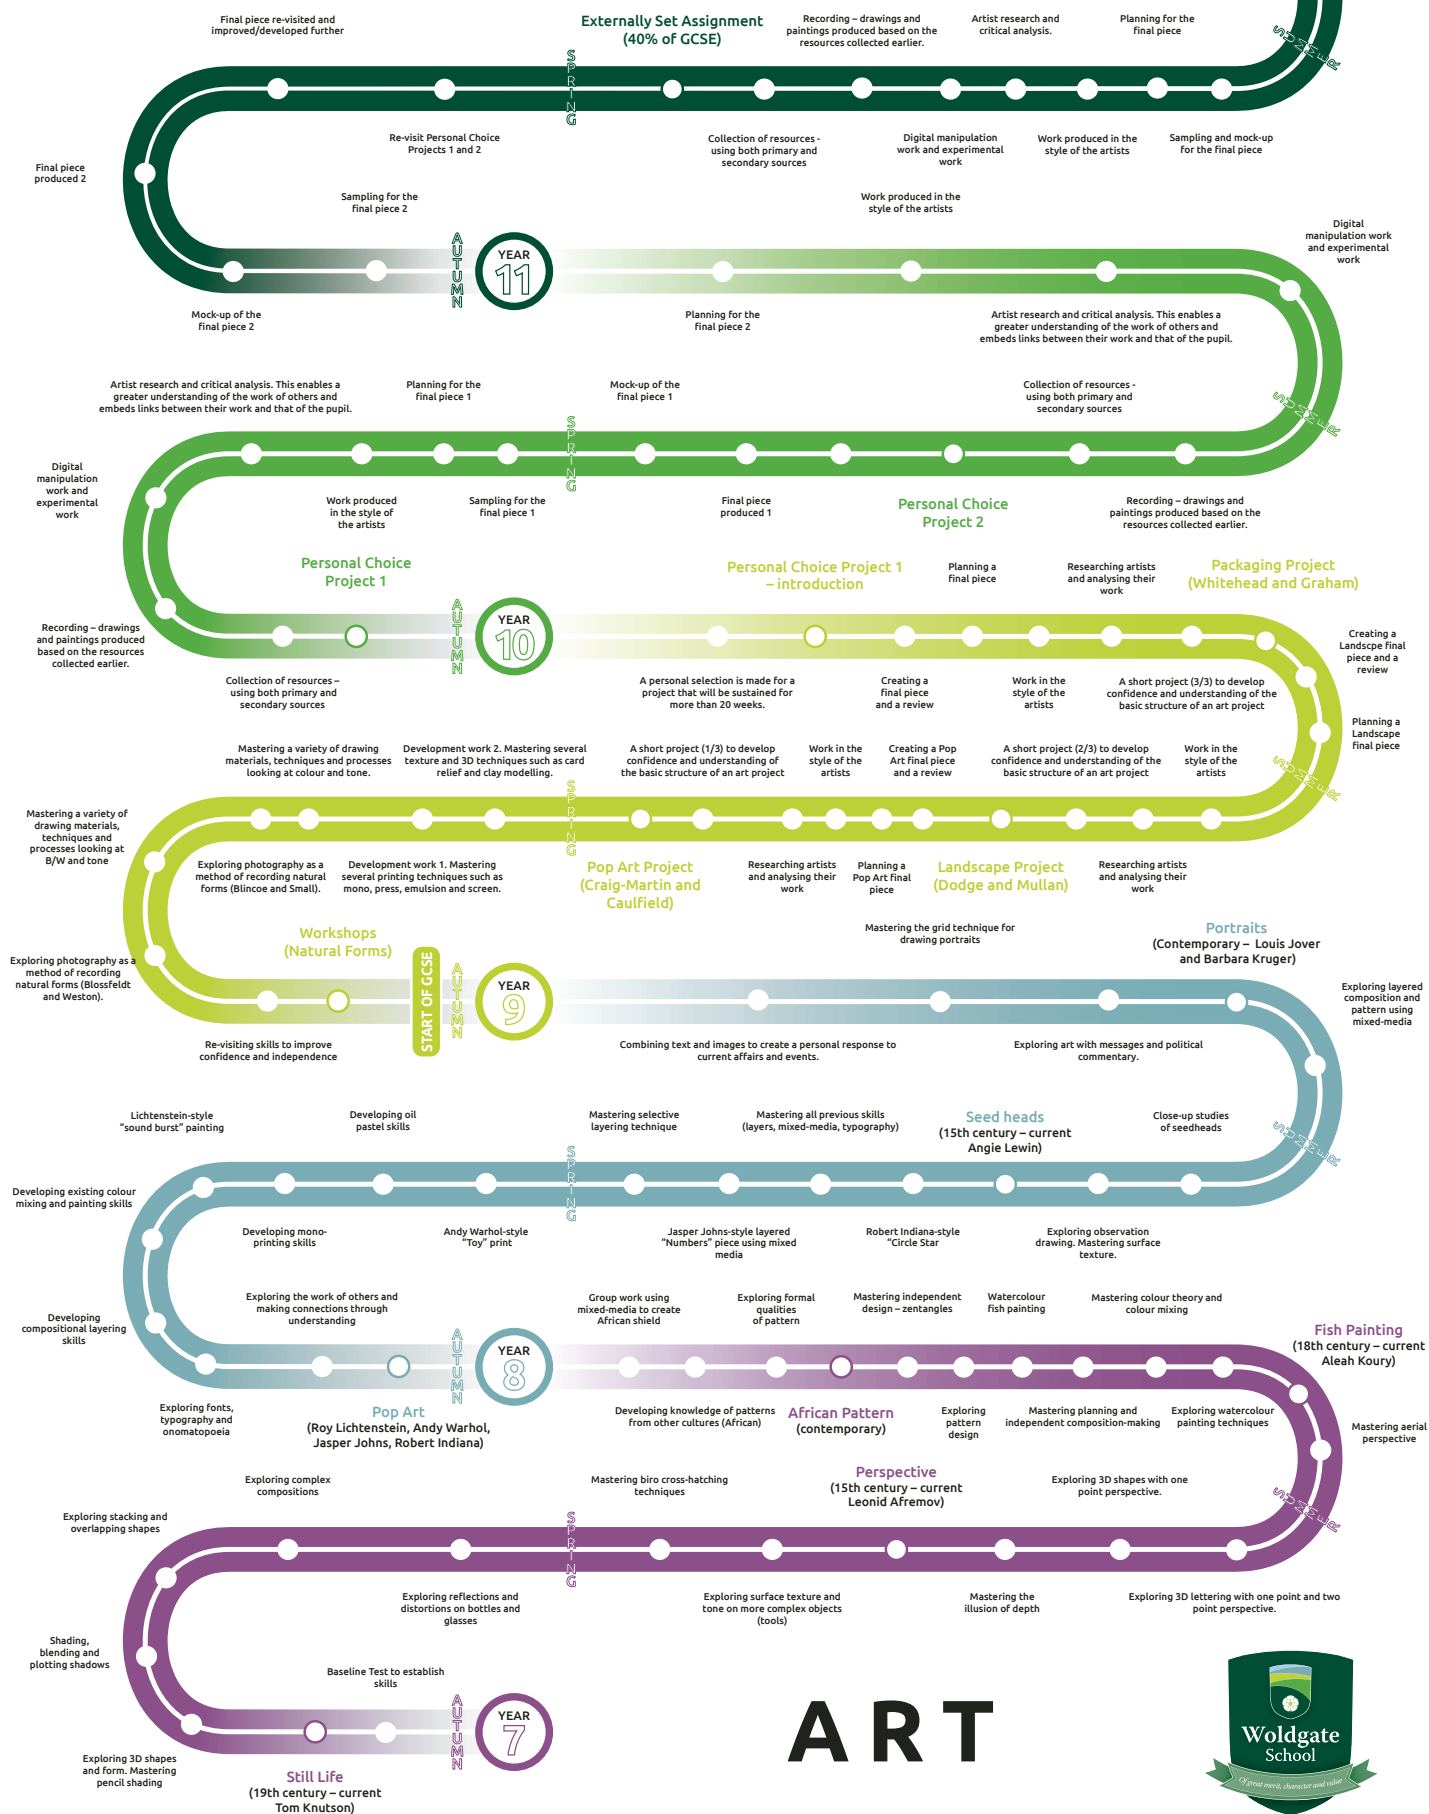 Final piece re-visited and
improved/developed further
Externally Set Assignment
(40% of GCSE)
Recording – drawings and
paintings produced based on the
resources collected earlier.
Artist research and
critical analysis.
Planning for the
final piece
SUMMER
SPRING
Re-visit Personal Choice
Projects 1 and 2
Collection of resources -
using both primary and
secondary sources
Digital manipulation
work and experimental
work
Work produced in the
style of the artists
Sampling and mock-up
for the final piece
Final piece
produced 2
Sampling for the
final piece 2
Work produced in the
style of the artists
Digital
manipulation work
and experimental
work
AUTUMN
YEAR
11
Mock-up of the
final piece 2
Planning for the
final piece 2
Artist research and critical analysis. This enables a
greater understanding of the work of others and
embeds links between their work and that of the pupil.
Artist research and critical analysis. This enables a
greater understanding of the work of others and
embeds links between their work and that of the pupil.
Planning for the
final piece 1
Mock-up of the
final piece 1
Collection of resources -
using both primary and
secondary sources
SUMMER
SPRING
Digital
manipulation
work and
experimental
work
Work produced
in the style of
the artists
Sampling for the
final piece 1
Final piece
produced 1
Personal Choice
Project 2
Recording – drawings and
paintings produced based on the
resources collected earlier.
Personal Choice
Project 1
Personal Choice Project 1
– introduction
Planning a
final piece
Researching artists
and analysing their
work
Packaging Project
(Whitehead and Graham)
AUTUMN
YEAR
10
Recording – drawings
and paintings produced
based on the resources
collected earlier.
Creating a
Landscpe final
piece and a
review
Collection of resources –
using both primary and
secondary sources
A personal selection is made for a
project that will be sustained for
more than 20 weeks.
Creating a
final piece
and a review
Work in the
style of the
artists
A short project (3/3) to develop
confidence and understanding of the
basic structure of an art project
Planning a
Landscape
final piece
Mastering a variety of drawing
materials, techniques and processes
looking at colour and tone.
Development work 2. Mastering several
texture and 3D techniques such as card
relief and clay modelling.
A short project (1/3) to develop
confidence and understanding of
the basic structure of an art project
Work in the
style of the
artists
Creating a Pop
Art final piece
and a review
A short project (2/3) to develop
confidence and understanding of the
basic structure of an art project
Work in the
style of the
artists
SUMMER
SPRING
Mastering a variety of
drawing materials,
techniques and
processes looking at
B/W and tone
Exploring photography as a
method of recording natural
forms (Blincoe and Small).
Development work 1. Mastering
several printing techniques such as
mono, press, emulsion and screen.
Pop Art Project
(Craig-Martin and
Caulfield)
Researching artists
and analysing their
work
Planning a
Pop Art final
piece
Landscape Project
(Dodge and Mullan)
Researching artists
and analysing their
work
Workshops
(Natural Forms)
Mastering the grid technique for
drawing portraits
Portraits
(Contemporary – Louis Jover
and Barbara Kruger)
Exploring photography as a
method of recording
natural forms (Blossfeldt
and Weston).
START OF GCSE
AUTUMN
YEAR
9
Exploring layered
composition and
pattern using
mixed-media
Re-visiting skills to improve
confidence and independence
Combining text and images to create a personal response to
current affairs and events.
Exploring art with messages and political
commentary.
Lichtenstein-style
“sound burst” painting
Developing oil
pastel skills
Mastering selective
layering technique
Mastering all previous skills
(layers, mixed-media, typography)
Seed heads
(15th century – current
Angie Lewin)
Close-up studies
of seedheads
SUMMER
SPRING
Developing existing colour
mixing and painting skills
Developing mono-
printing skills
Andy Warhol-style
“Toy” print
Jasper Johns-style layered
“Numbers” piece using mixed
media
Robert Indiana-style
“Circle Star
Exploring observation
drawing. Mastering surface
texture.
Developing
compositional layering
skills
Exploring the work of others and
making connections through
understanding
Group work using
mixed-media to create
African shield
Exploring formal
qualities
of pattern
Mastering independent
design – zentangles
Watercolour
fish painting
Mastering colour theory and
colour mixing
Fish Painting
(18th century – current
Aleah Koury)
AUTUMN
YEAR
8
Exploring fonts,
typography and
onomatopoeia
Pop Art
(Roy Lichtenstein, Andy Warhol,
Jasper Johns, Robert Indiana)
Developing knowledge of patterns
from other cultures (African)
African Pattern
(contemporary)
Exploring
pattern
design
Mastering planning and
independent composition-making
Exploring watercolour
painting techniques
Mastering aerial
perspective
Exploring complex
compositions
Mastering biro cross-hatching
techniques
Perspective
(15th century – current
Leonid Afremov)
Exploring 3D shapes with one
point perspective.
SUMMER
SPRING
Exploring stacking and
overlapping shapes
Exploring reflections and
distortions on bottles and
glasses
Exploring surface texture and
tone on more complex objects
(tools)
Mastering the
illusion of depth
Exploring 3D lettering with one point and two
point perspective.
Shading,
blending and
plotting shadows
Baseline Test to establish
skills
AUTUMN
YEAR
7
Exploring 3D shapes
and form. Mastering
pencil shading
Still Life
(19th century – current
Tom Knutson)
ART
Woldgate
School
Of great merit, character and value